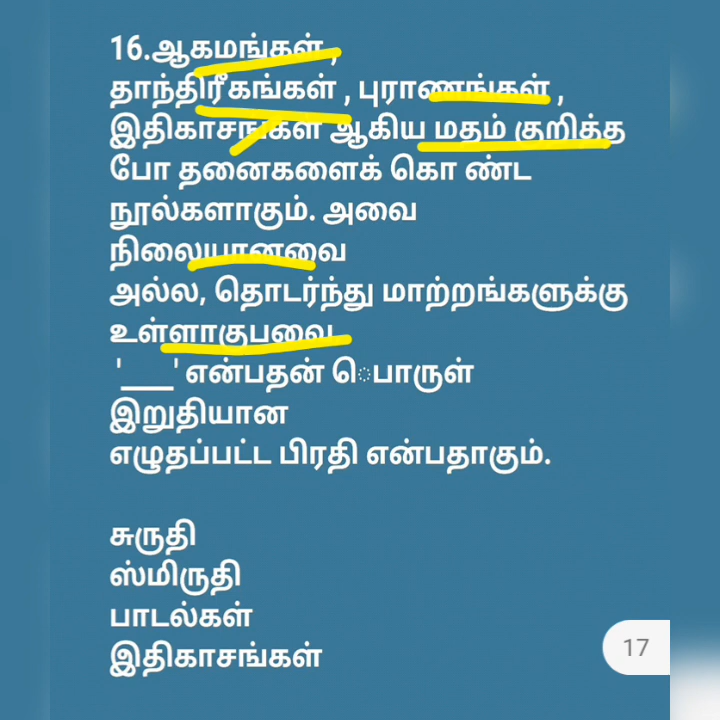 16.ஆகமங்கள் ,
தாந்திரீகங்கள் , புராணங்கள் ,
இதிகாசங்கள் ஆகிய மதம் குறித்த
போ தனைகளைக் கொ ண்ட
நூல்களாகும். அவை
நிலையானவை
அல்ல, தொடர்ந்து மாற்றங்களுக்கு
உள்ளாகுபவை
'___' என்பதன் ெபாருள்
இறுதியான
எழுதப்பட்ட பிரதி என்பதாகும்.
சுருதி
ஸ்மிருதி
பாடல்கள்
இதிகாசங்கள்
17